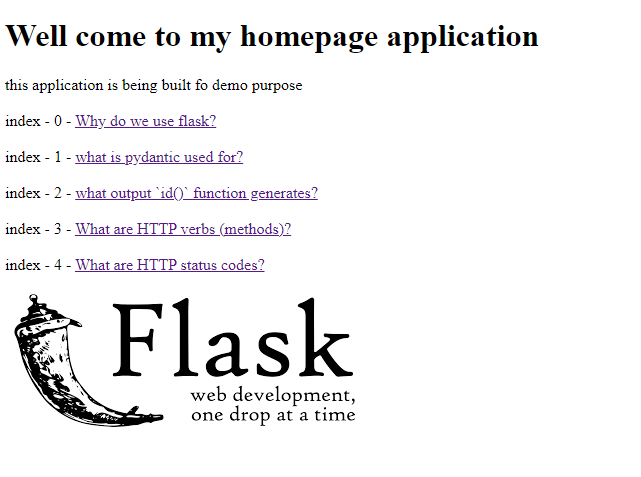 Well come to my homepage application
this application is being built fo demo purpose
index - 0 - Why do we use flask?
index - 1 - what is pydantic used for?
index - 2 - what output `id()` function generates?
index - 3 - What are HTTP verbs (methods)?
index - 4 - What are HTTP status codes?
Flask
web development,
one drop at a time